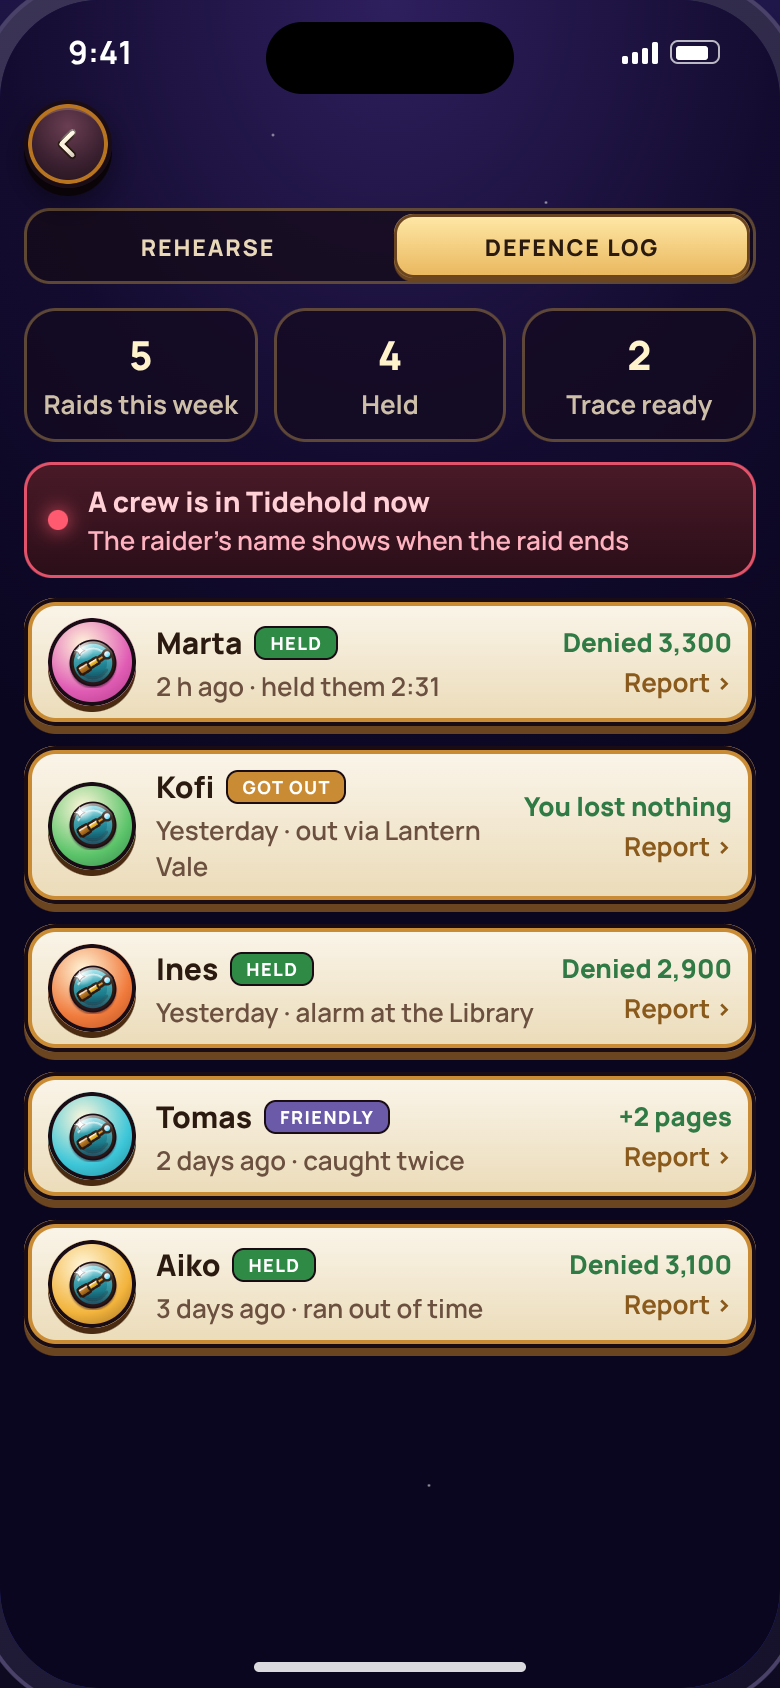 9:41
REHEARSE
DEFENCE LOG
5
Raids this week
4
Held
2
Trace ready
A crew is in Tidehold now
The raider's name shows when the raid ends
Marta HELD
2 h ago · held them 2:31
Denied 3,300
Report ›
Kofi GOT OUT
Yesterday · out via Lantern
Vale
You lost nothing
Report ›
Ines HELD
Yesterday · alarm at the Library
Denied 2,900
Report ›
Tomas FRIENDLY
2 days ago · caught twice
+2 pages
Report ›
Aiko HELD
3 days ago · ran out of time
Denied 3,100
Report ›